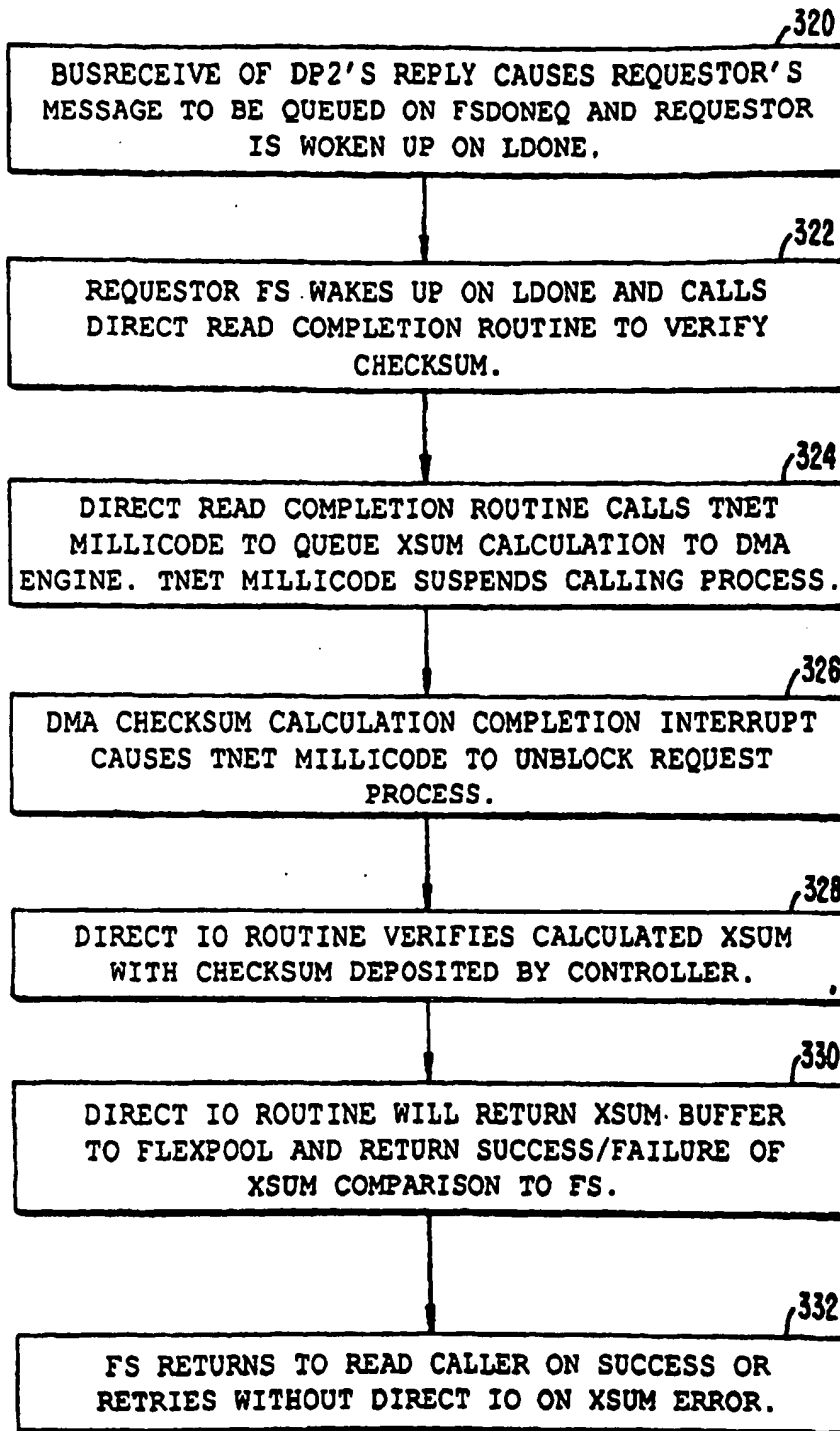 320
BUSRECEIVE OF DP2'S REPLY CAUSES REQUESTOR'S
MESSAGE TO BE QUEUED ON FSDONEQ AND REQUESTOR
IS WOKEN UP ON LDONE.
322
REQUESTOR FS WAKES UP ON LDONE AND CALLS
DIRECT READ COMPLETION ROUTINE TO VERIFY
CHECKSUM.
324
DIRECT READ COMPLETION ROUTINE CALLS TNET
MILLICODE TO QUEUE XSUM CALCULATION TO DMA
ENGINE. TNET MILLICODE SUSPENDS CALLING PROCESS.
326
DMA CHECKSUM CALCULATION COMPLETION INTERRUPT
CAUSES TNET MILLICODE TO UNBLOCK REQUEST
PROCESS.
328
DIRECT IO ROUTINE VERIFIES CALCULATED XSUM
WITH CHECKSUM DEPOSITED BY CONTROLLER.
330
DIRECT IO ROUTINE WILL RETURN XSUM BUFFER
TO FLEXPOOL AND RETURN SUCCESS/FAILURE OF
XSUM COMPARISON TO FS.
332
FS RETURNS TO READ CALLER ON SUCCESS OR
RETRIES WITHOUT DIRECT IO ON XSUM ERROR.